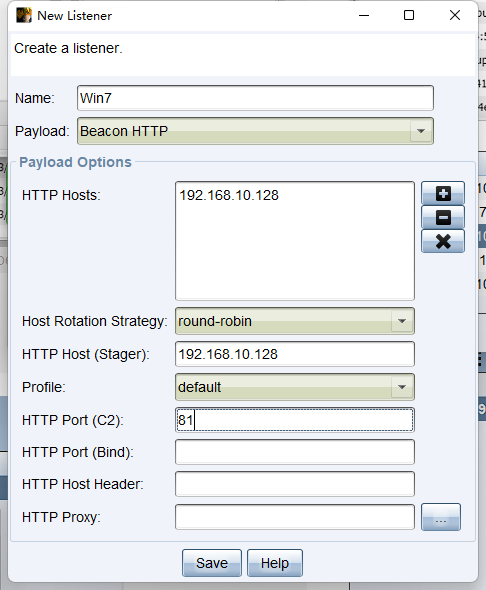 New Listener
Create a listener.
Name: Win7
Payload: Beacon HTTP
Payload Options
HTTP Hosts: 192.168.10.128
Host Rotation Strategy: round-robin
HTTP Host (Stager): 192.168.10.128
Profile: default
HTTP Port (C2): 81
HTTP Port (Bind):
HTTP Host Header:
HTTP Proxy: ...
Save Help